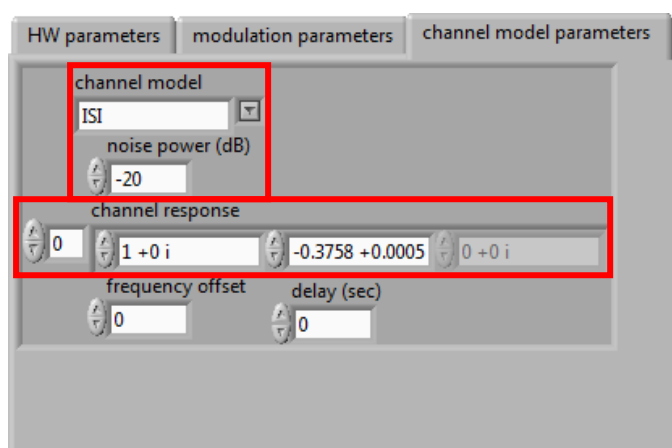 HW parameters modulation parameters channel model parameters
channel model
ISI
noise power (dB)
-20
channel response
0 1 +0 i -0.3758 +0.0005 0 +0 i
frequency offset delay (sec)
0 0